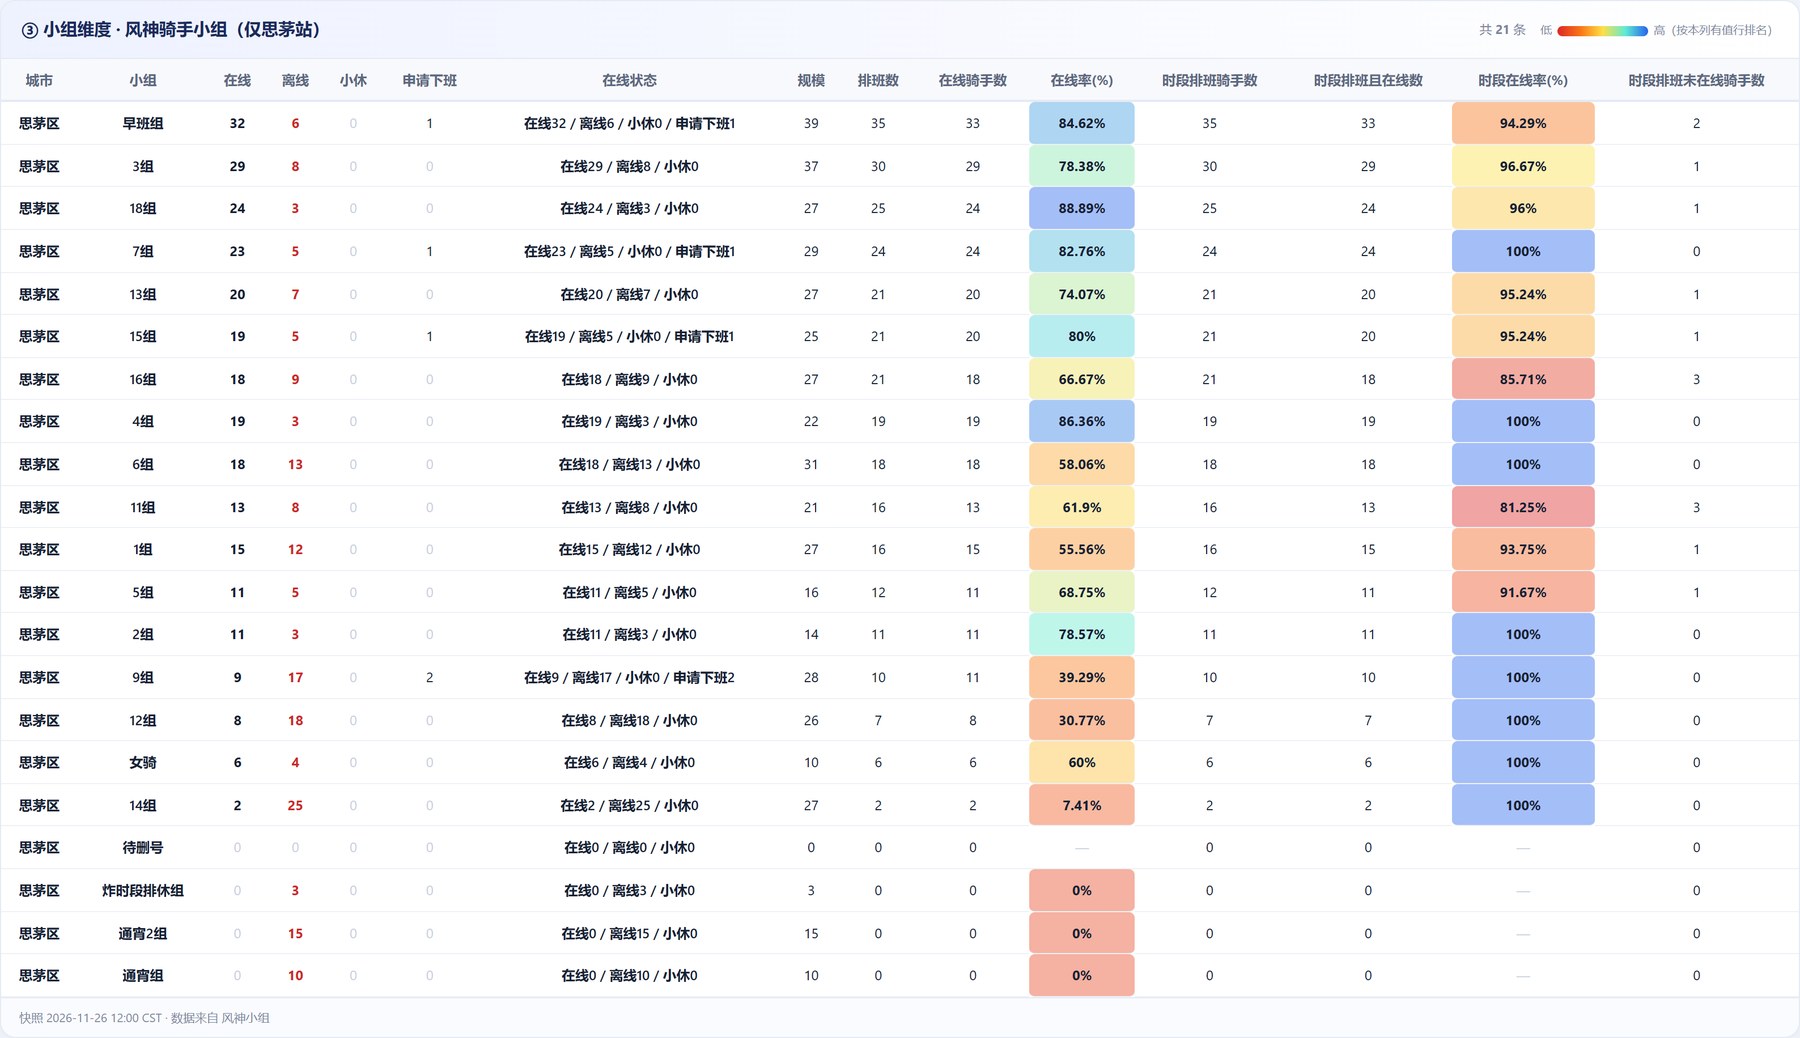 ③ 小组维度 · 风神骑手小组（仅思茅站）
共 21 条 低 高 (按本列有值行排名)
城市 小组 在线 离线 小休 申请下班 在线状态 规模 排班数 在线骑手数 在线率(%) 时段排班骑手数 时段排班且在线数 时段在线率(%) 时段排班未在线骑手数
思茅区 早班组 32 6 0 1 在线32 / 离线6 / 小休0 / 申请下班1 39 35 33 84.62% 35 33 94.29% 2
思茅区 3组 29 8 0 0 在线29 / 离线8 / 小休0 37 30 29 78.38% 30 29 96.67% 1
思茅区 18组 24 3 0 0 在线24 / 离线3 / 小休0 27 25 24 88.89% 25 24 96% 1
思茅区 7组 23 5 0 1 在线23 / 离线5 / 小休0 / 申请下班1 29 24 24 82.76% 24 24 100% 0
思茅区 13组 20 7 0 0 在线20 / 离线7 / 小休0 27 21 20 74.07% 21 20 95.24% 1
思茅区 15组 19 5 0 1 在线19 / 离线5 / 小休0 / 申请下班1 25 21 20 80% 21 20 95.24% 1
思茅区 16组 18 9 0 0 在线18 / 离线9 / 小休0 27 21 18 66.67% 21 18 85.71% 3
思茅区 4组 19 3 0 0 在线19 / 离线3 / 小休0 22 19 19 86.36% 19 19 100% 0
思茅区 6组 18 13 0 0 在线18 / 离线13 / 小休0 31 18 18 58.06% 18 18 100% 0
思茅区 11组 13 8 0 0 在线13 / 离线8 / 小休0 21 16 13 61.9% 16 13 81.25% 3
思茅区 1组 15 12 0 0 在线15 / 离线12 / 小休0 27 16 15 55.56% 16 15 93.75% 1
思茅区 5组 11 5 0 0 在线11 / 离线5 / 小休0 16 12 11 68.75% 12 11 91.67% 1
思茅区 2组 11 3 0 0 在线11 / 离线3 / 小休0 14 11 11 78.57% 11 11 100% 0
思茅区 9组 9 17 0 2 在线9 / 离线17 / 小休0 / 申请下班2 28 10 11 39.29% 10 10 100% 0
思茅区 12组 8 18 0 0 在线8 / 离线18 / 小休0 26 7 8 30.77% 7 7 100% 0
思茅区 女骑 6 4 0 0 在线6 / 离线4 / 小休0 10 6 6 60% 6 6 100% 0
思茅区 14组 2 25 0 0 在线2 / 离线25 / 小休0 27 2 2 7.41% 2 2 100% 0
思茅区 待删号 0 0 0 0 在线0 / 离线0 / 小休0 0 0 0 — 0 0 — 0
思茅区 炸时段排休组 0 3 0 0 在线0 / 离线3 / 小休0 3 0 0 0% 0 0 — 0
思茅区 通宵2组 0 15 0 0 在线0 / 离线15 / 小休0 15 0 0 0% 0 0 — 0
思茅区 通宵组 0 10 0 0 在线0 / 离线10 / 小休0 10 0 0 0% 0 0 — 0
快照 2026-11-26 12:00 CST · 数据来自 风神小组